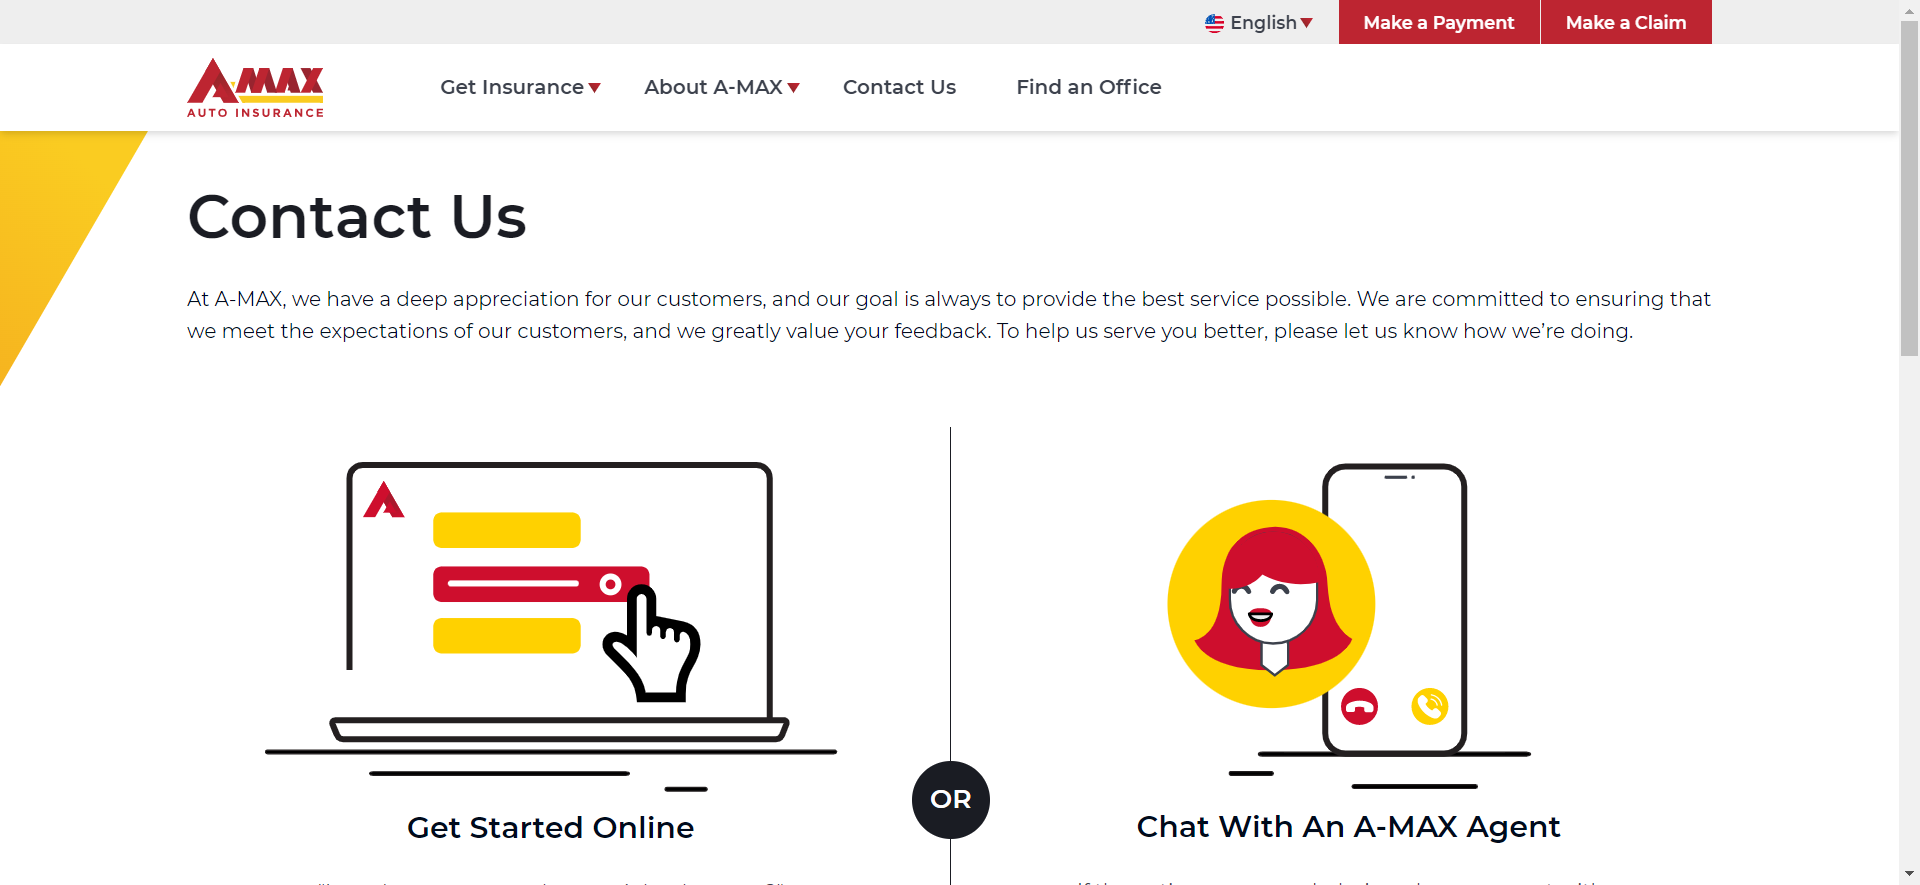 English
Make a Payment
Make a Claim
A-MAX
AUTO INSURANCE
Get Insurance
About A-MAX
Contact Us
Find an Office
Contact Us
At A-MAX, we have a deep appreciation for our customers, and our goal is always to provide the best service possible. We are committed to ensuring that
we meet the expectations of our customers, and we greatly value your feedback. To help us serve you better, please let us know how we’re doing.
A
OR
Get Started Online
Chat With An A-MAX Agent